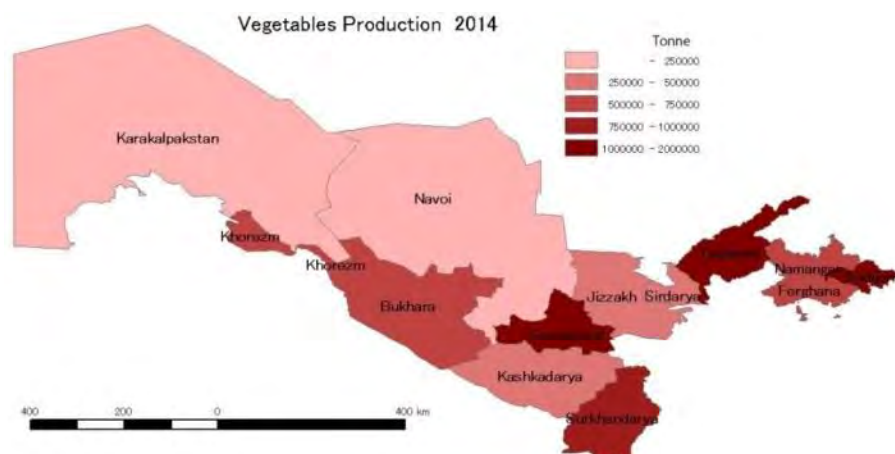 Vegetables Production 2014
Tonne
- 250000
250000 - 500000
500000 - 750000
750000 - 1000000
1000000 - 2000000
Karakalpakstan
Navoi
Khorezm
Khorezm
Bukhara
Jizzakh
Sirdarya
Namangan
Ferghana
Kashkadarya
Surkhandarya
400 200 0 400 km